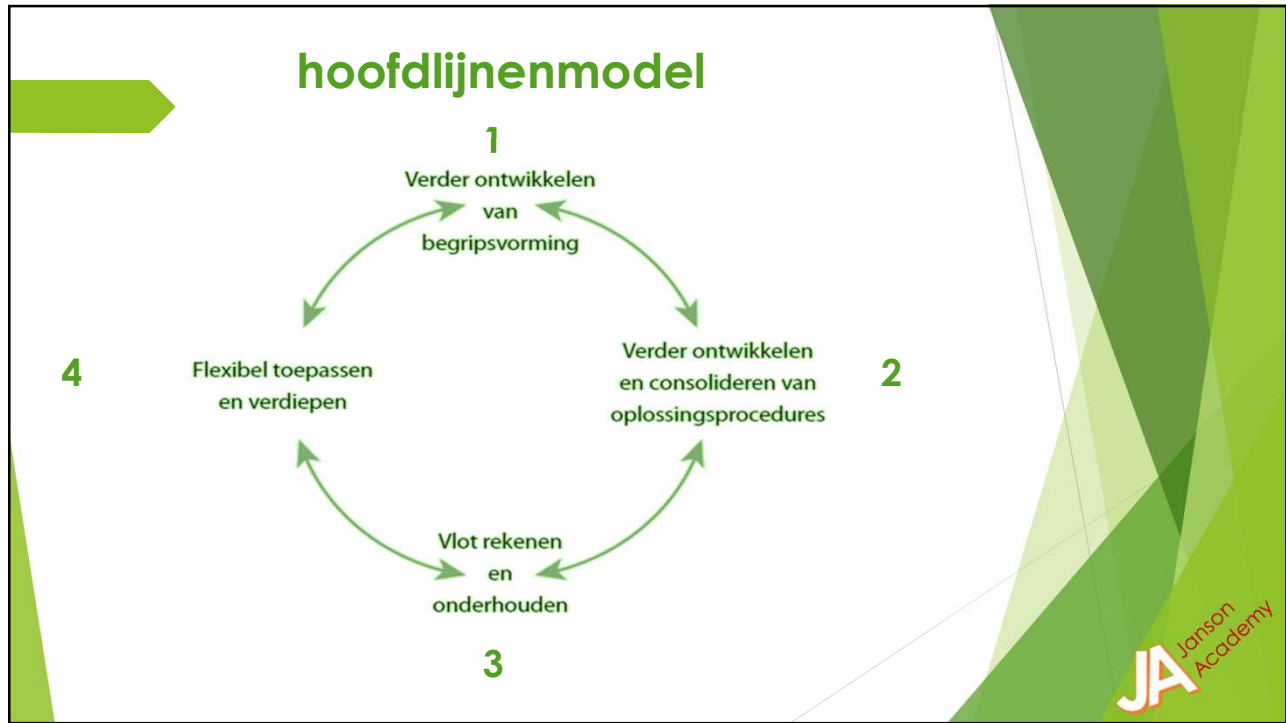 hoofdlijnenmodel
1
Verder ontwikkelen
van
begripsvorming
4
Flexibel toepassen
en verdiepen
Verder ontwikkelen
en consolideren van
oplossingsprocedures
2
Vlot rekenen
en
onderhouden
3
JA
Janson
Academy